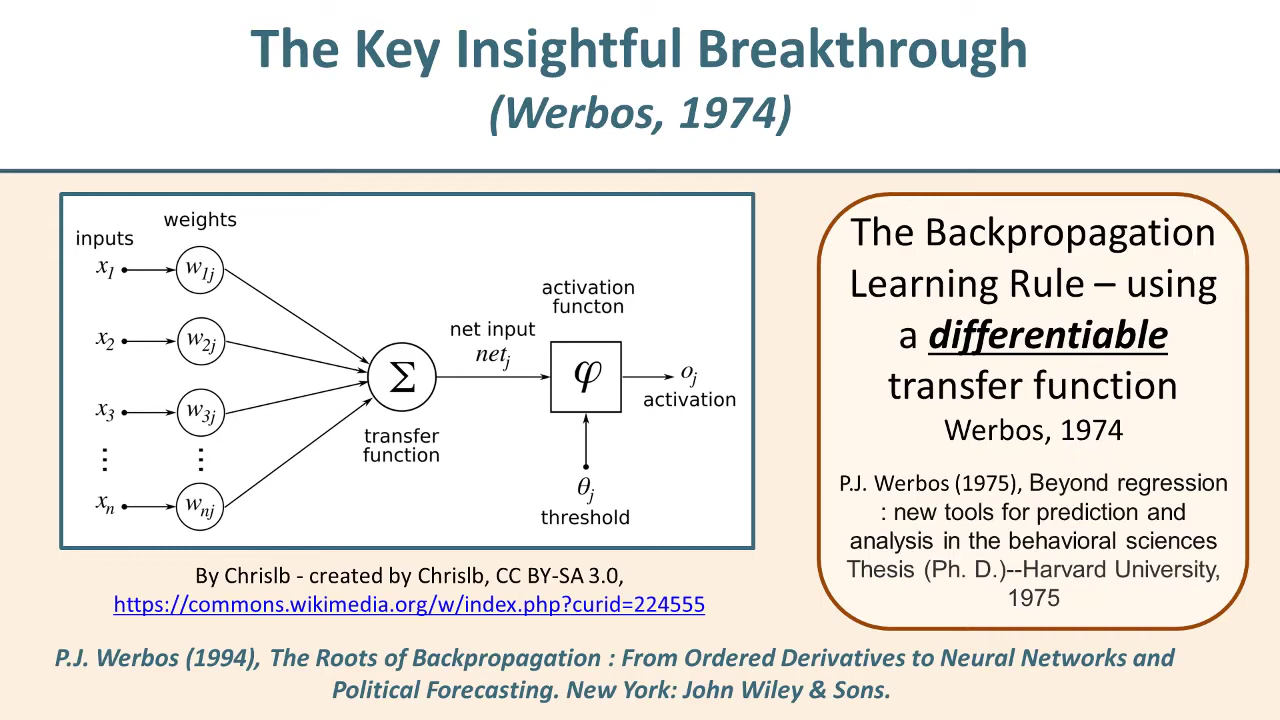 The Key Insightful Breakthrough
(Werbos, 1974)
weights
inputs
x1
w1j
x2
w2j
x3
w3j
⋮
⋮
xn
wnj
Σ
transfer
function
net input
netj
activation
functon
φ
oj
activation
θj
threshold
By Chrislb - created by Chrislb, CC BY-SA 3.0,
https://commons.wikimedia.org/w/index.php?curid=224555
The Backpropagation
Learning Rule – using
a differentiable
transfer function
Werbos, 1974
P.J. Werbos (1975), Beyond regression
: new tools for prediction and
analysis in the behavioral sciences
Thesis (Ph. D.)--Harvard University,
1975
P.J. Werbos (1994), The Roots of Backpropagation : From Ordered Derivatives to Neural Networks and
Political Forecasting. New York: John Wiley & Sons.